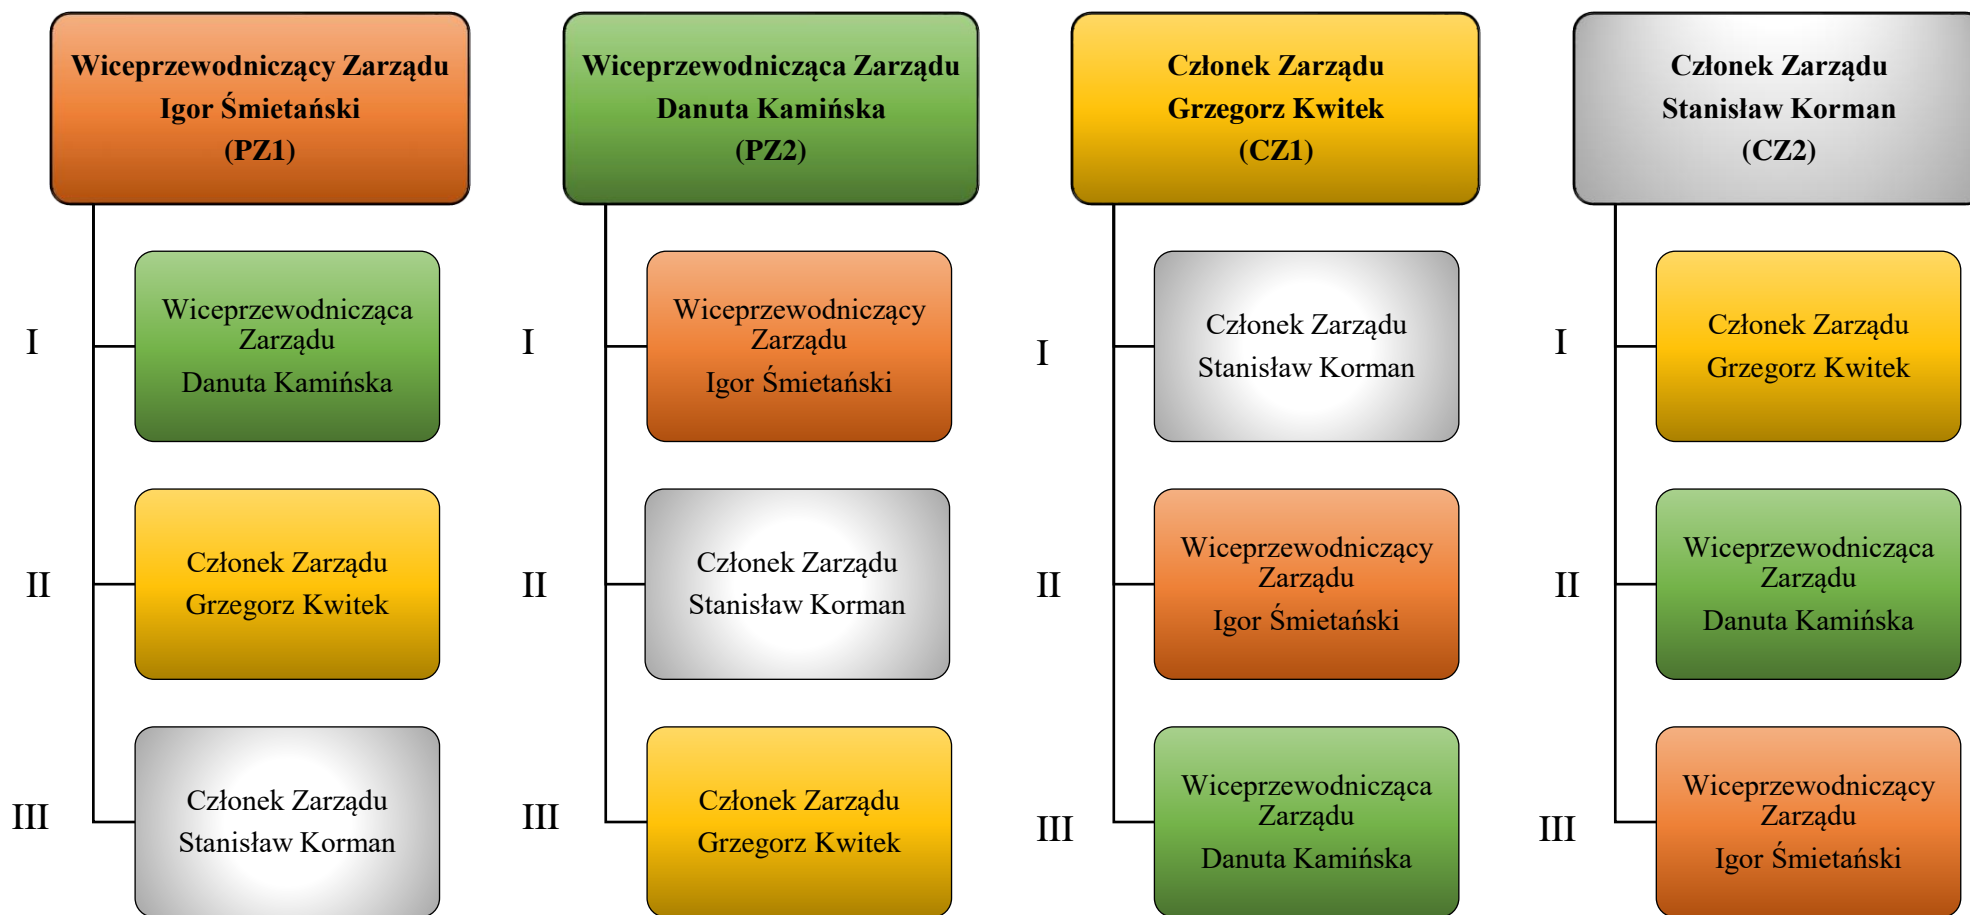 Wiceprzewodniczący Zarządu
Igor Śmietański
(PZ1)
I
Wiceprzewodnicząca
Zarządu
Danuta Kamińska
II
Członek Zarządu
Grzegorz Kwitek
III
Członek Zarządu
Stanisław Korman
Wiceprzewodnicząca Zarządu
Danuta Kamińska
(PZ2)
I
Wiceprzewodniczący
Zarządu
Igor Śmietański
II
Członek Zarządu
Stanisław Korman
III
Członek Zarządu
Grzegorz Kwitek
Członek Zarządu
Grzegorz Kwitek
(CZ1)
I
Członek Zarządu
Stanisław Korman
II
Wiceprzewodniczący
Zarządu
Igor Śmietański
III
Wiceprzewodnicząca
Zarządu
Danuta Kamińska
Członek Zarządu
Stanisław Korman
(CZ2)
I
Członek Zarządu
Grzegorz Kwitek
II
Wiceprzewodnicząca
Zarządu
Danuta Kamińska
III
Wiceprzewodniczący
Zarządu
Igor Śmietański